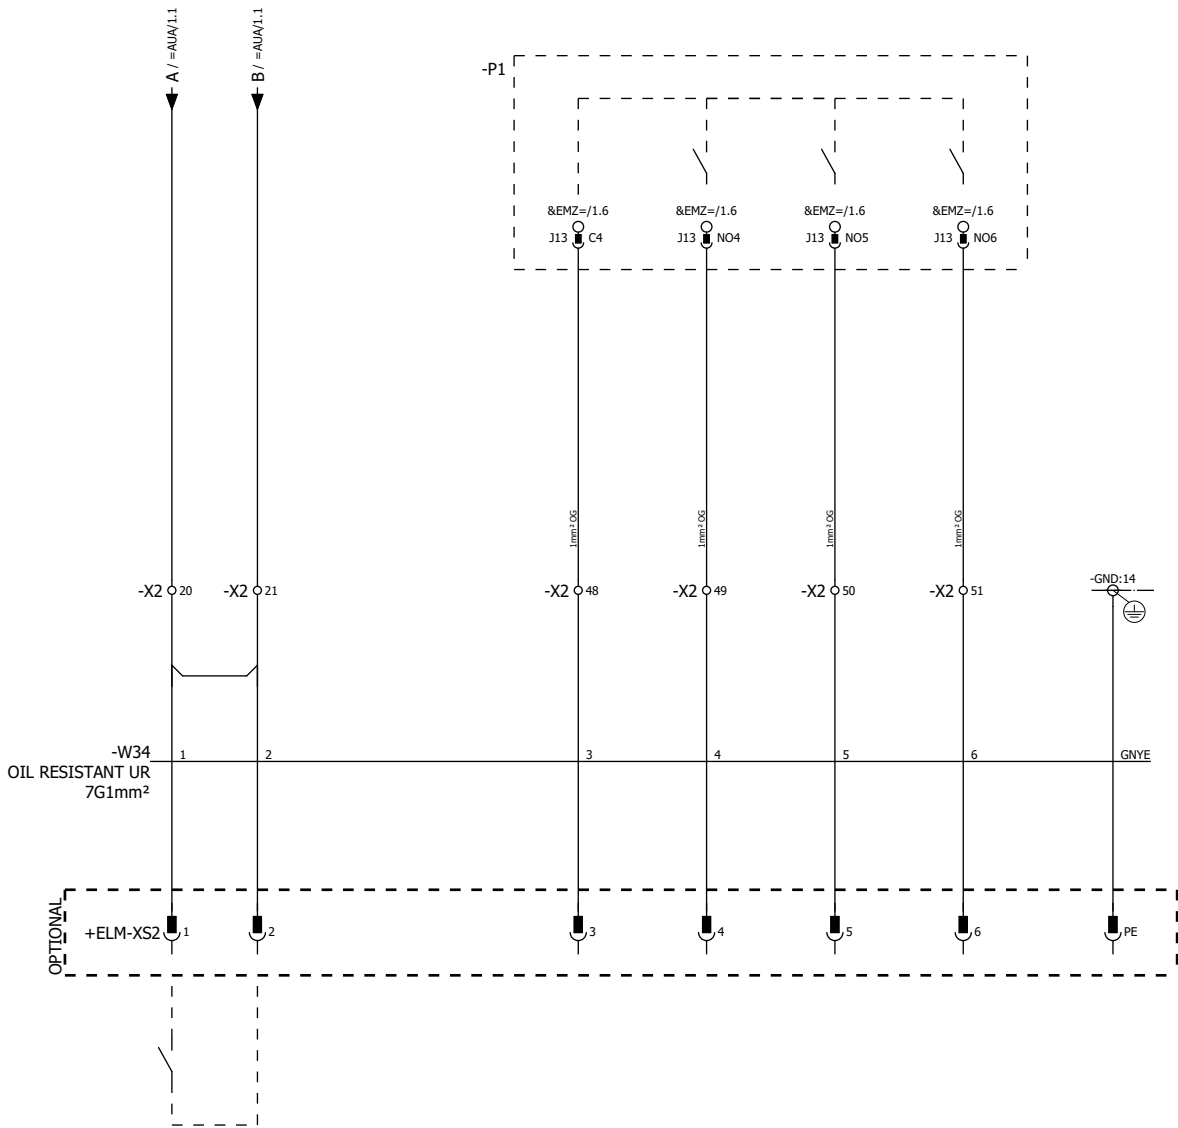 A / =AUA/1.1
B / =AUA/1.1
-P1
&EMZ=/1.6
&EMZ=/1.6
&EMZ=/1.6
&EMZ=/1.6
J13 C4
J13 NO4
J13 NO5
J13 NO6
1mm² OG
1mm² OG
1mm² OG
1mm² OG
-X2 20
-X2 21
-X2 48
-X2 49
-X2 50
-X2 51
-GND:14
-W34
OIL RESISTANT UR
7G1mm²
1
2
3
4
5
6
GNYE
OPTIONAL
+ELM-XS2
1
2
3
4
5
6
PE